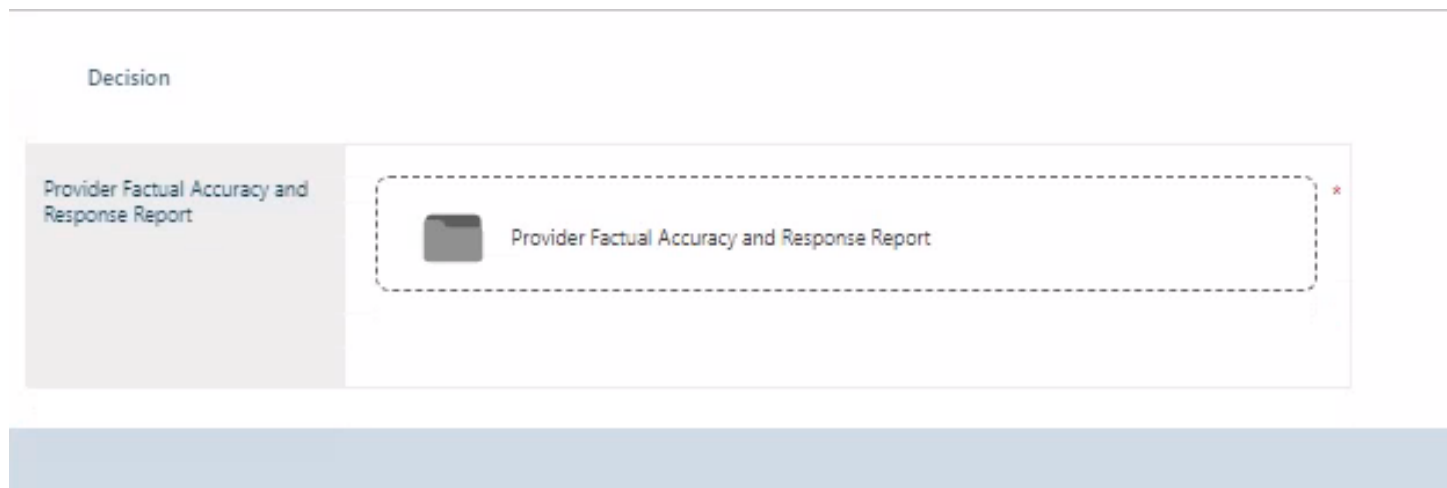 Decision
Provider Factual Accuracy and
Response Report
Provider Factual Accuracy and Response Report
*